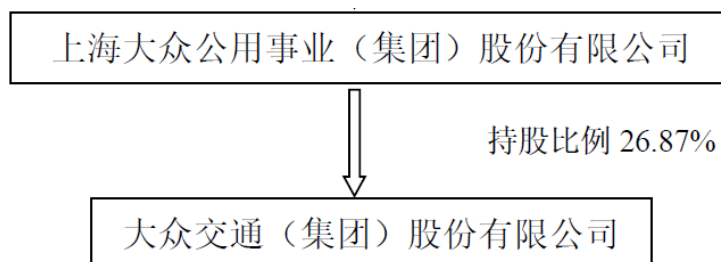 上海大众公用事业（集团）股份有限公司
持股比例 26.87%
大众交通（集团）股份有限公司